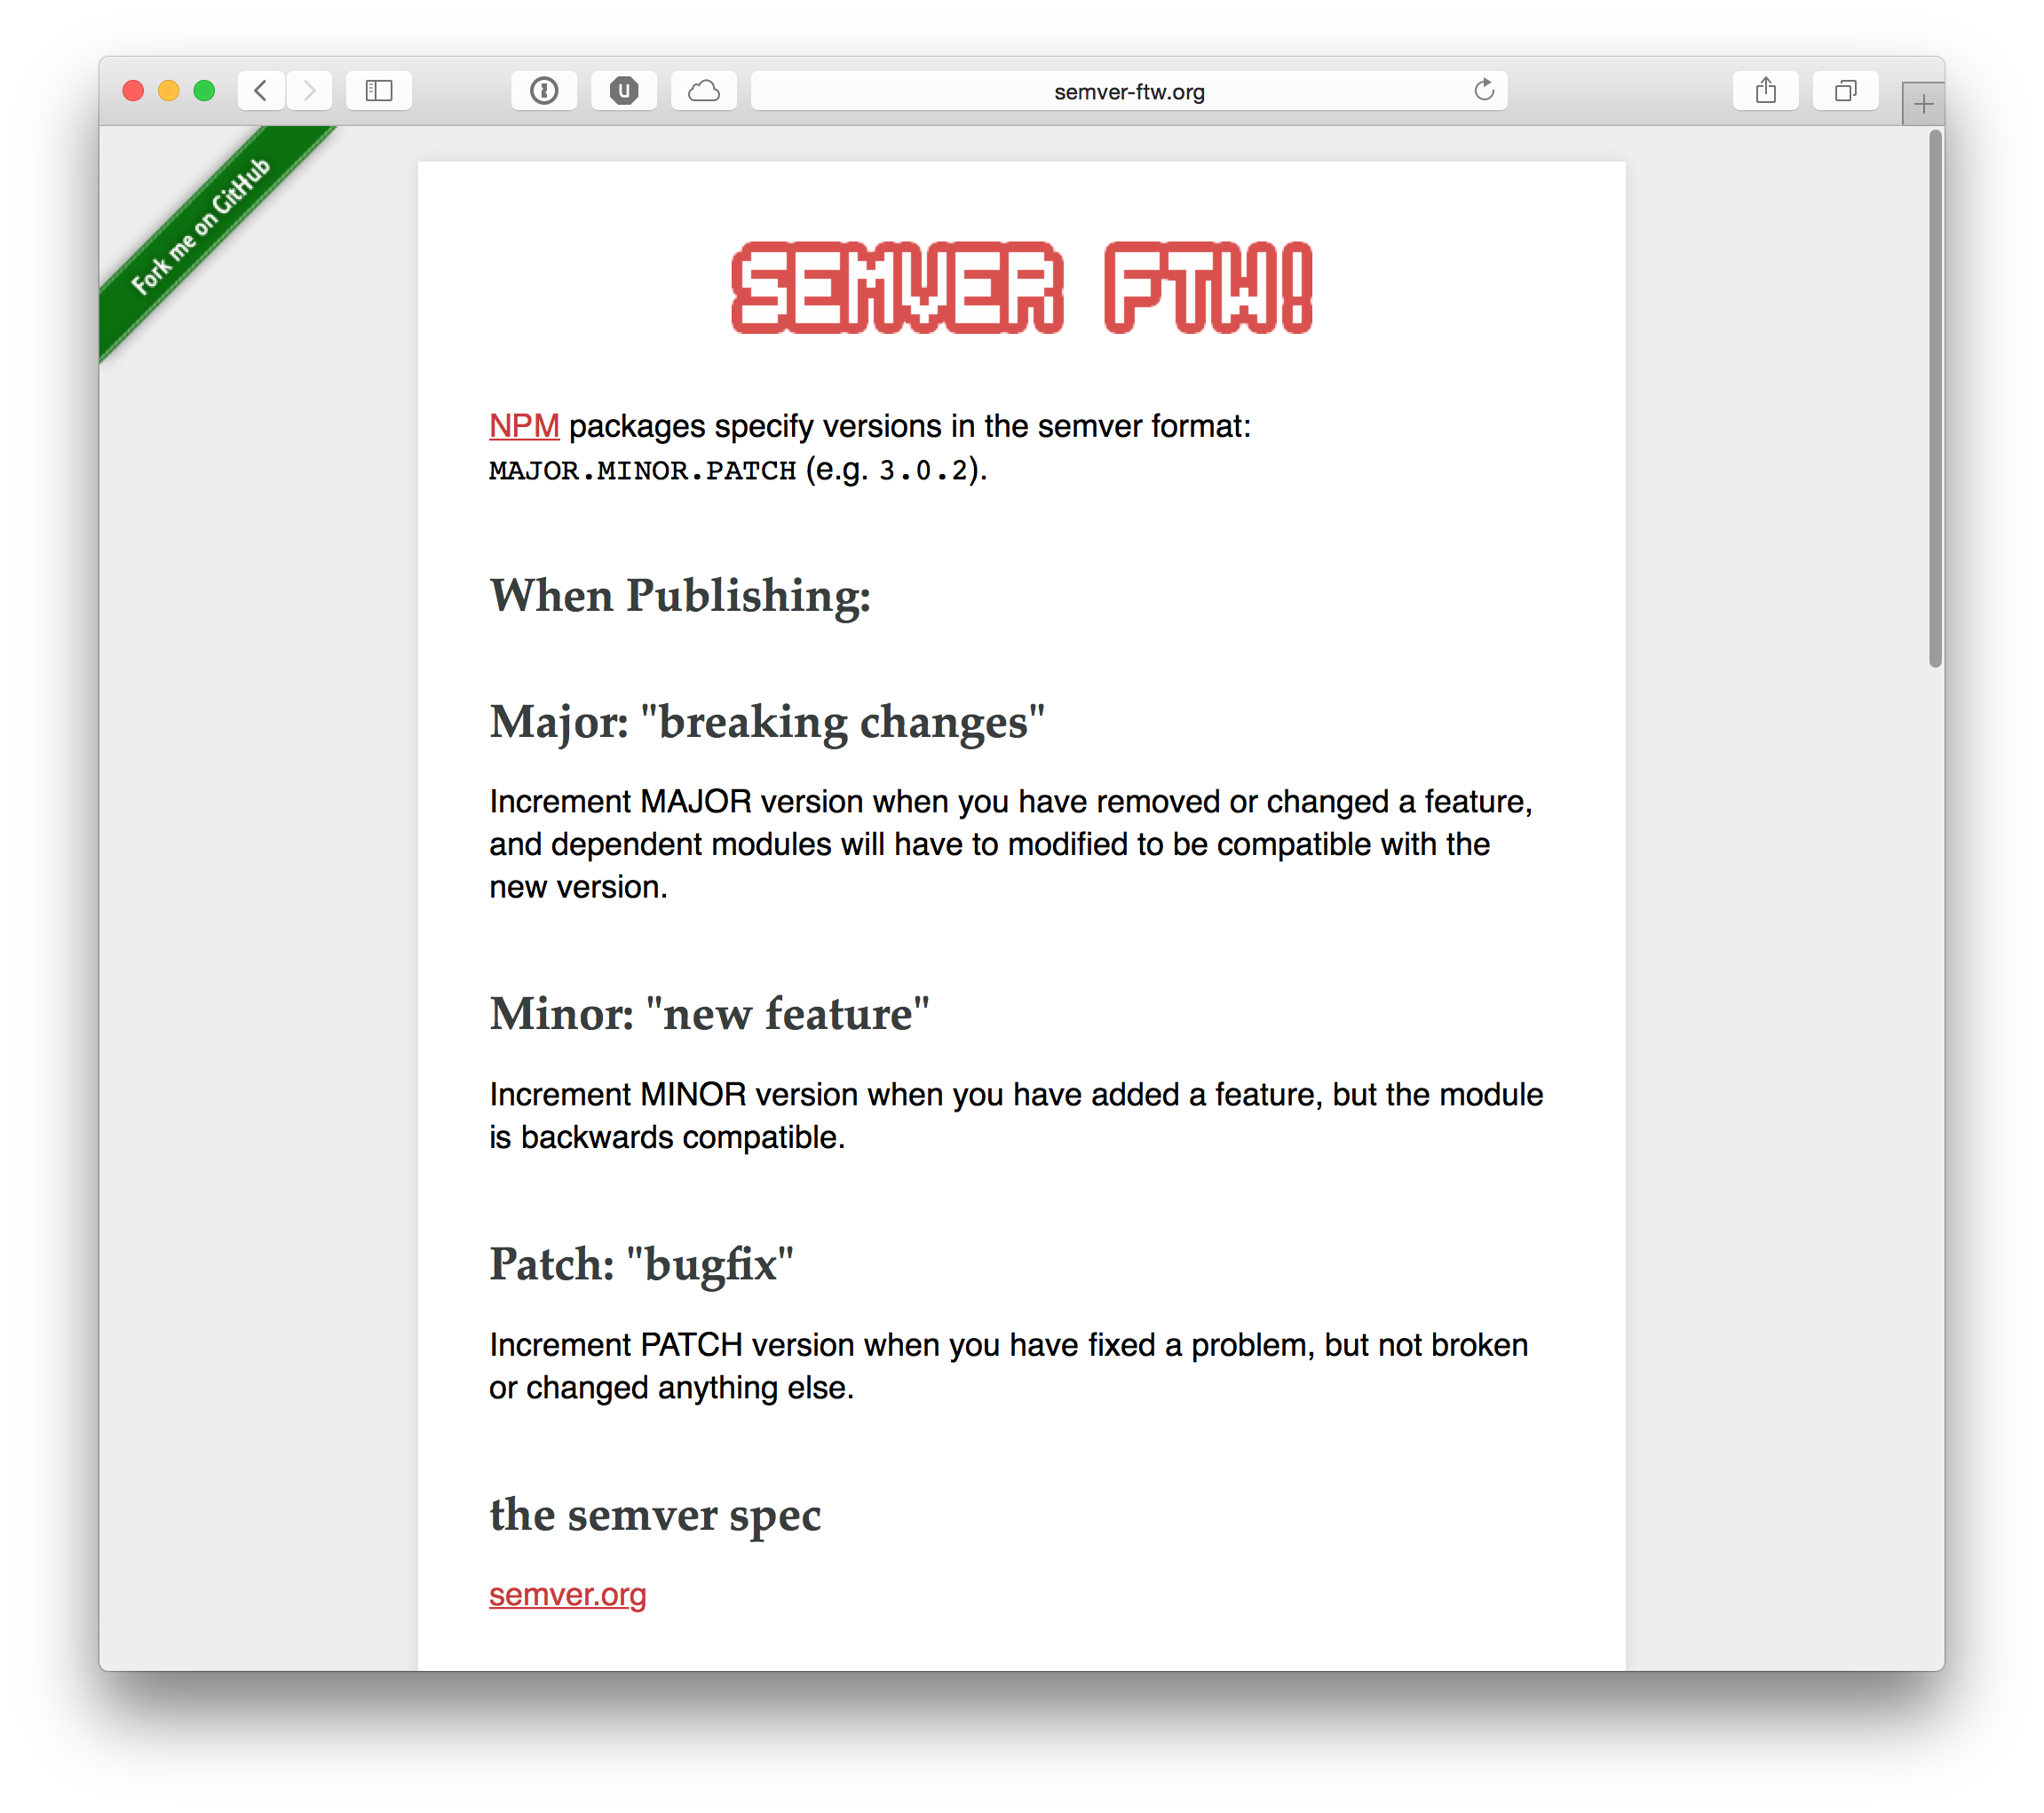 semver-ftw.org
Fork me on GitHub
SEMVER FTW!
NPM packages specify versions in the semver format:
MAJOR.MINOR.PATCH (e.g. 3.0.2).
When Publishing:
Major: "breaking changes"
Increment MAJOR version when you have removed or changed a feature,
and dependent modules will have to modified to be compatible with the
new version.
Minor: "new feature"
Increment MINOR version when you have added a feature, but the module
is backwards compatible.
Patch: "bugfix"
Increment PATCH version when you have fixed a problem, but not broken
or changed anything else.
the semver spec
semver.org